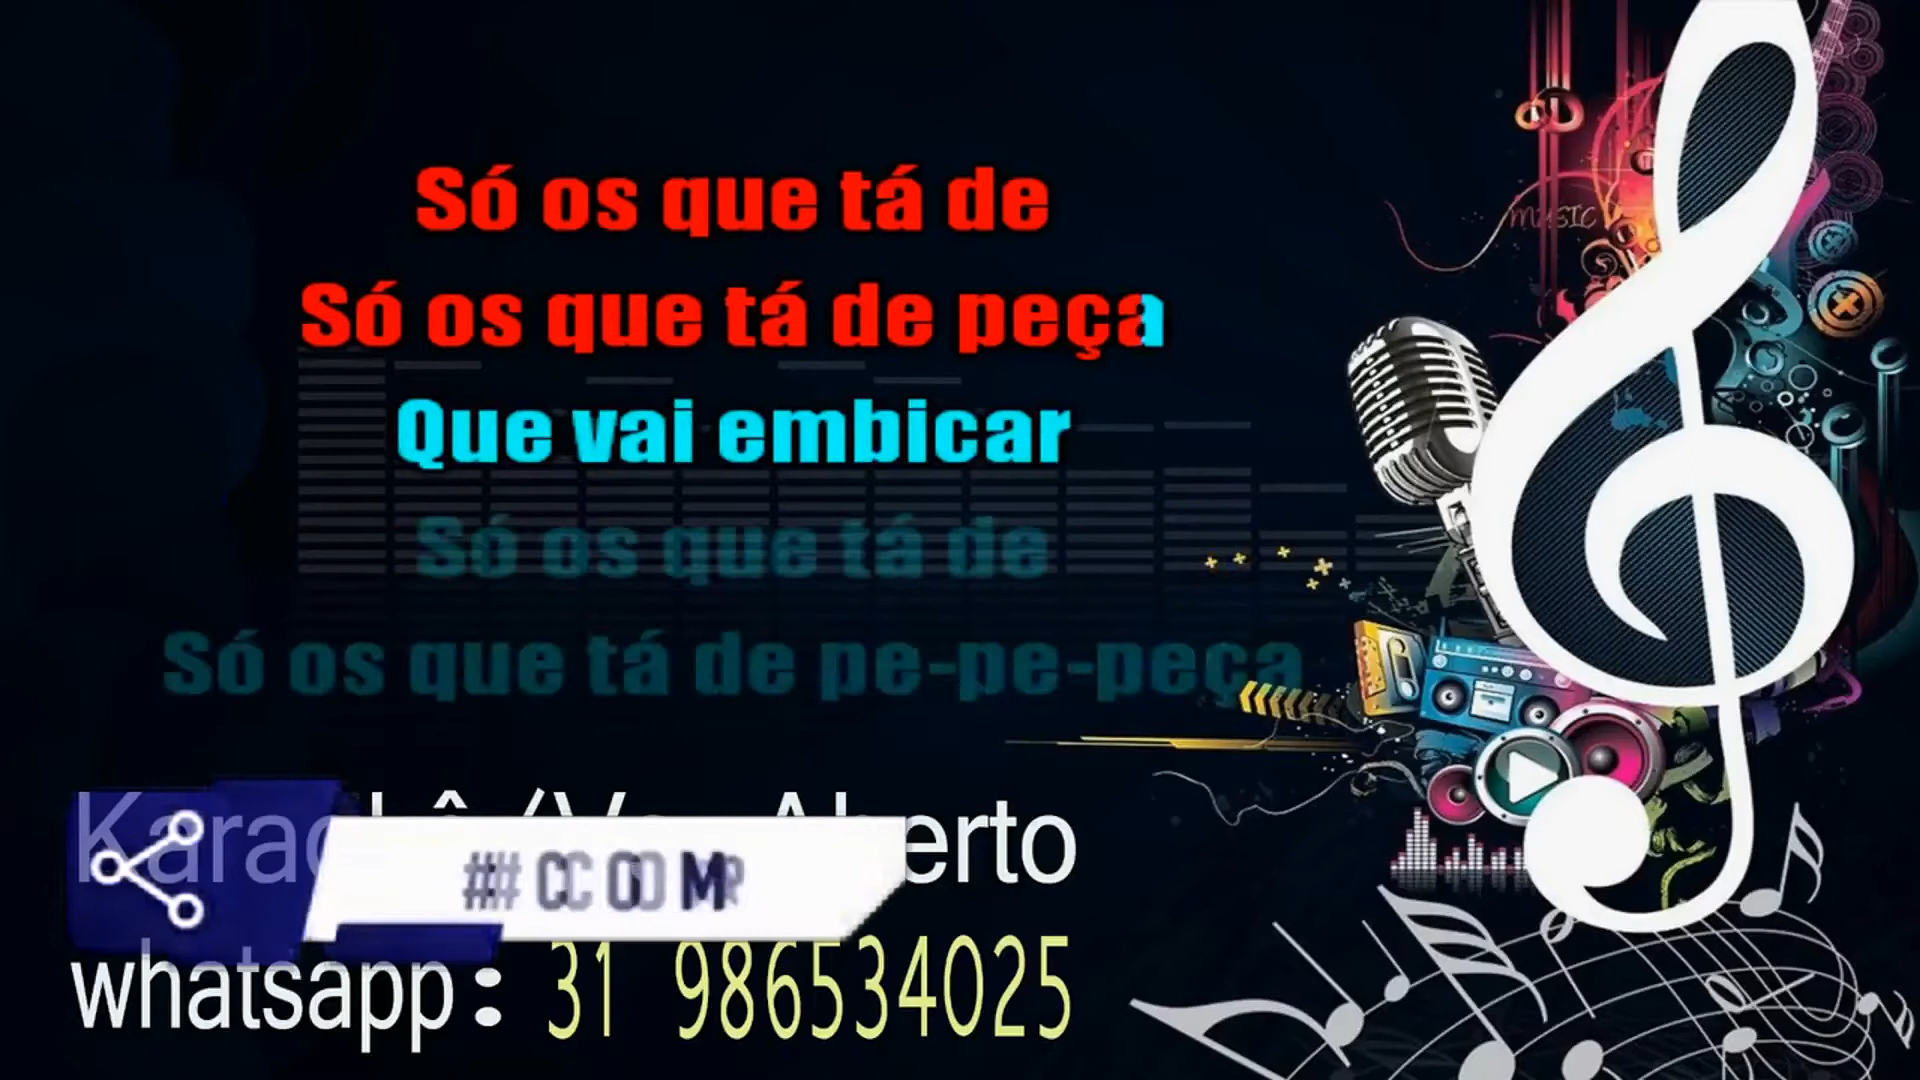 Só os que tá de
Só os que tá de peça
Que vai embicar
Só os que tá de
Só os que tá de pe-pe-peça
MUSIC
Aberto
whatsapp: 31 986534025